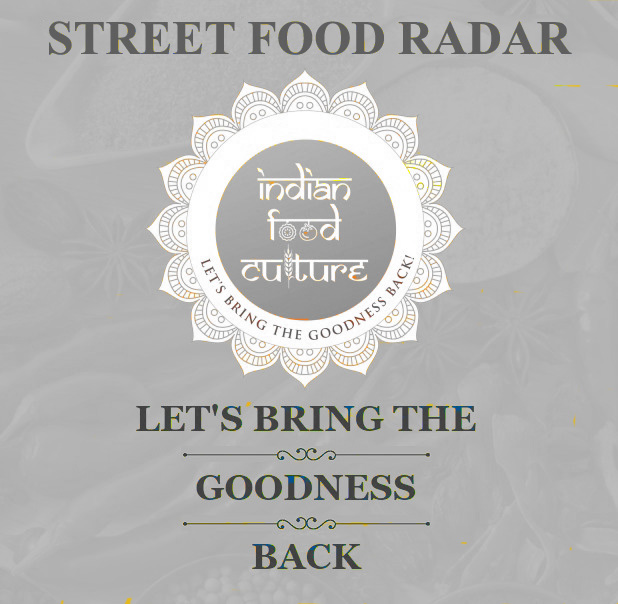 STREET FOOD RADAR
indian
food
culture
LET'S BRING THE GOODNESS BACK!
LET'S BRING THE
GOODNESS
BACK